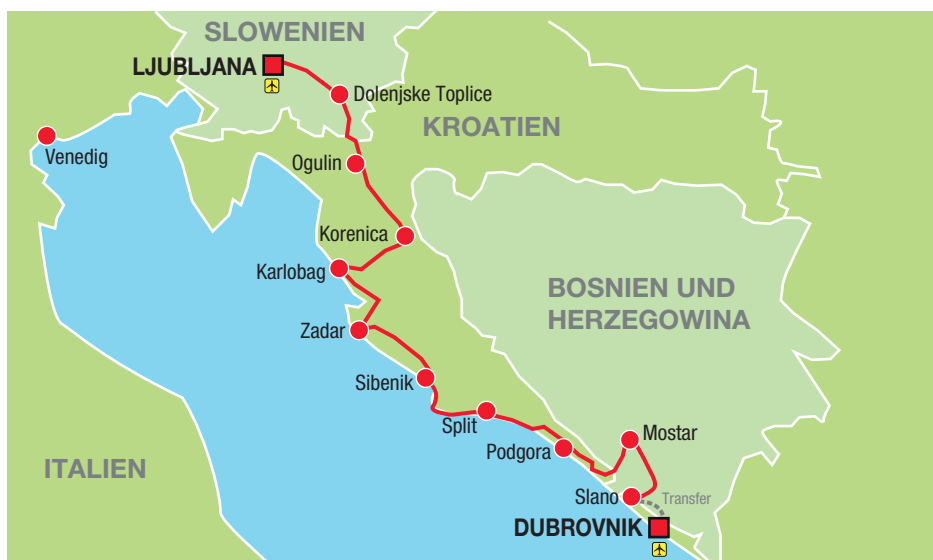 SLOWENIEN
LJUBLJANA
Dolenjske Toplice
KROATIEN
Venedig
Ogulin
Korenica
Karlobag
BOSNIEN UND
HERZEGOWINA
Zadar
Sibenik
Split
Mostar
Podgora
ITALIEN
Slano
Transfer
DUBROVNIK